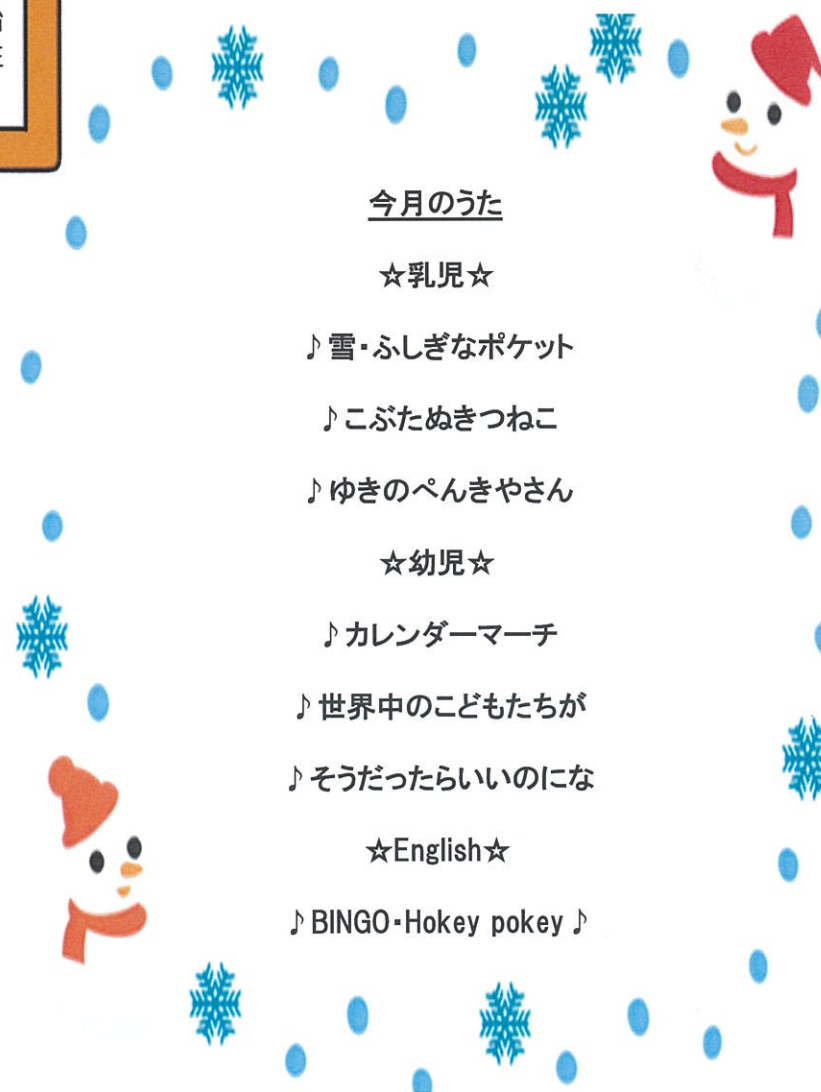 今月のうた
☆乳児☆
♪雪・ふしぎなポケット
♪こぶたぬきつねこ
♪ゆきのぺんきやさん
☆幼児☆
♪カレンダーマーチ
♪世界中のこどもたちが
♪そうだったらいいのにな
☆English☆
♪BINGO・Hokey pokey♪